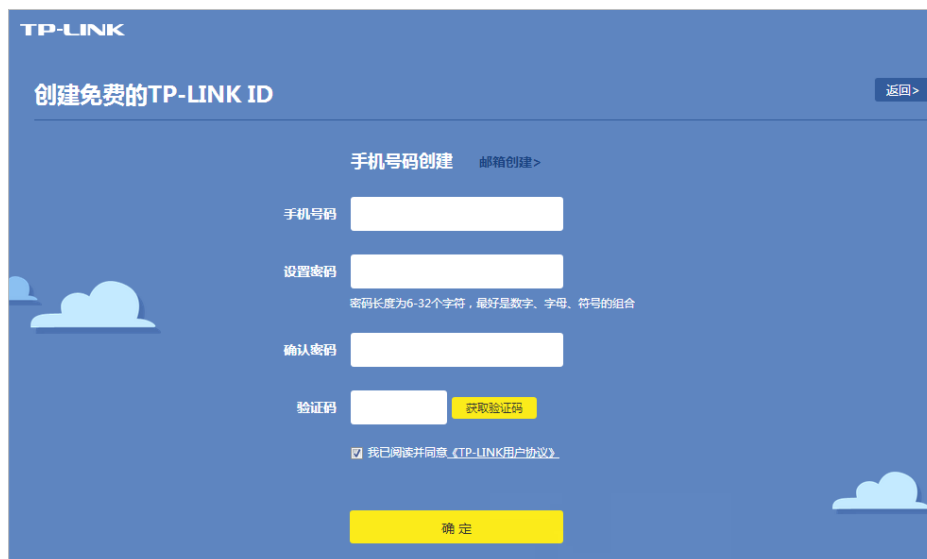 TP-LINK
创建免费的TP-LINK ID
返回>
手机号码创建 邮箱创建>
手机号码
设置密码
密码长度为6-32个字符，最好是数字、字母、符号的组合
确认密码
验证码 获取验证码
我已阅读并同意《TP-LINK用户协议》
确 定